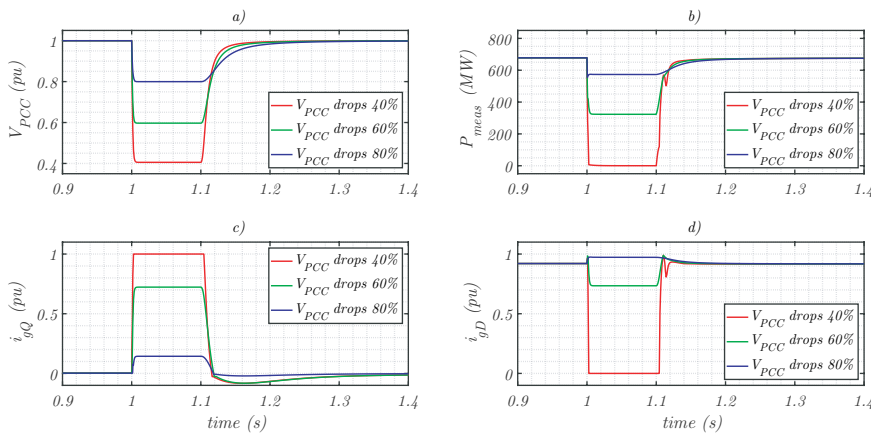 a)
V_PCC (pu)
1
0.8
0.6
0.4
0.9
1
1.1
1.2
1.3
1.4
V_PCC drops 40%
V_PCC drops 60%
V_PCC drops 80%
b)
P_meas (MW)
800
600
400
200
0
0.9
1
1.1
1.2
1.3
1.4
V_PCC drops 40%
V_PCC drops 60%
V_PCC drops 80%
c)
i_gQ (pu)
1
0.5
0
0.9
1
1.1
1.2
1.3
1.4
time (s)
V_PCC drops 40%
V_PCC drops 60%
V_PCC drops 80%
d)
i_gD (pu)
1
0.5
0
0.9
1
1.1
1.2
1.3
1.4
time (s)
V_PCC drops 40%
V_PCC drops 60%
V_PCC drops 80%